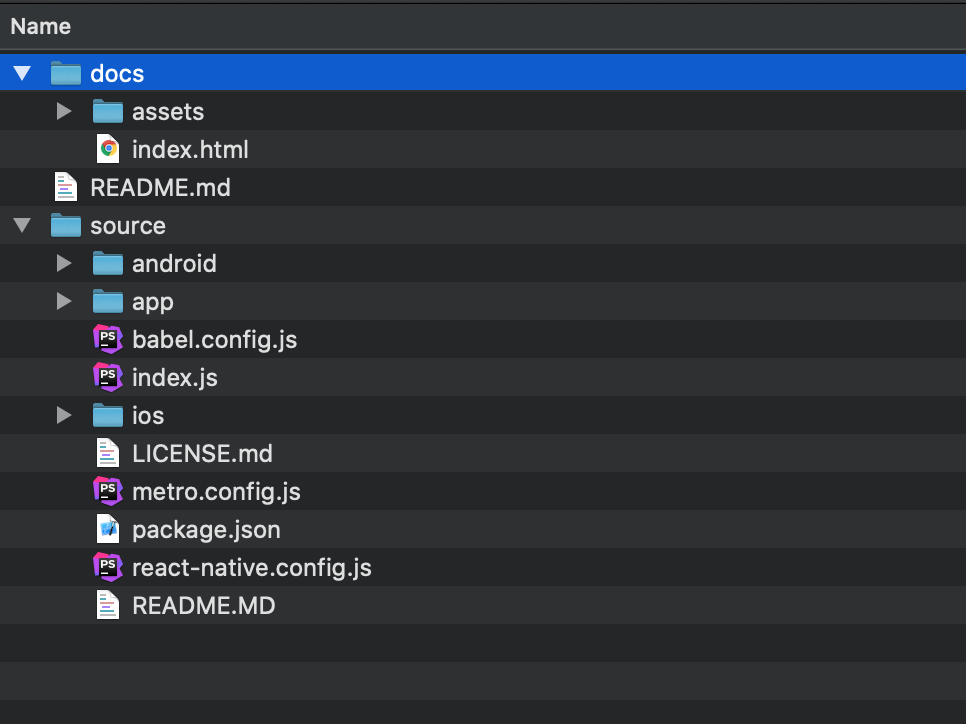 Name
docs
assets
index.html
README.md
source
android
app
PS babel.config.js
PS index.js
ios
LICENSE.md
PS metro.config.js
package.json
PS react-native.config.js
README.MD